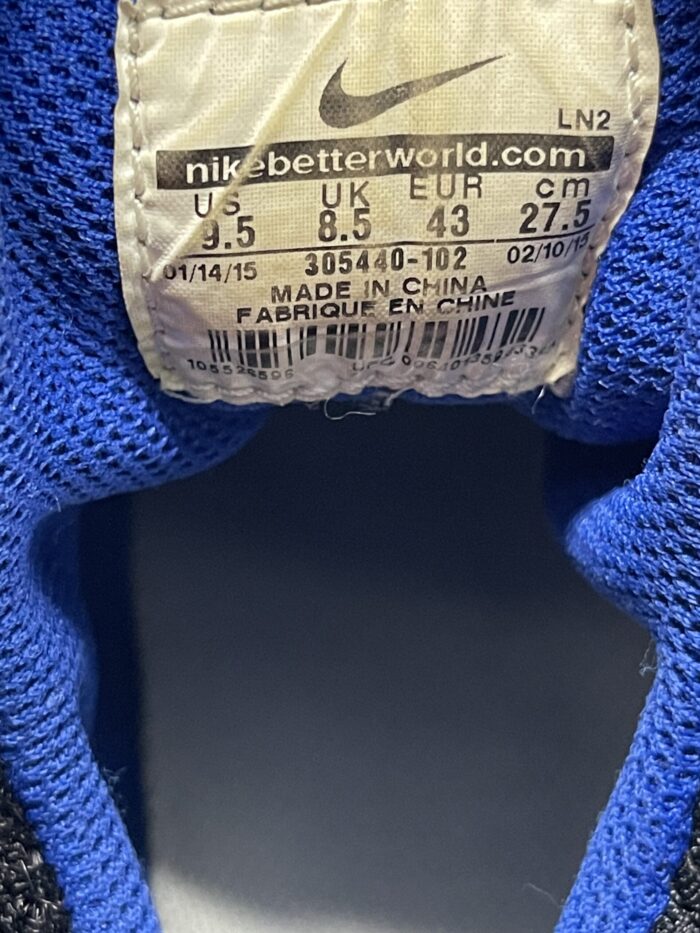 LN2
nikebetterworld.com
US UK EUR cm
9.5 8.5 43 27.5
01/14/15 305440-102 02/10/15
MADE IN CHINA
FABRIQUE EN CHINE
105526596